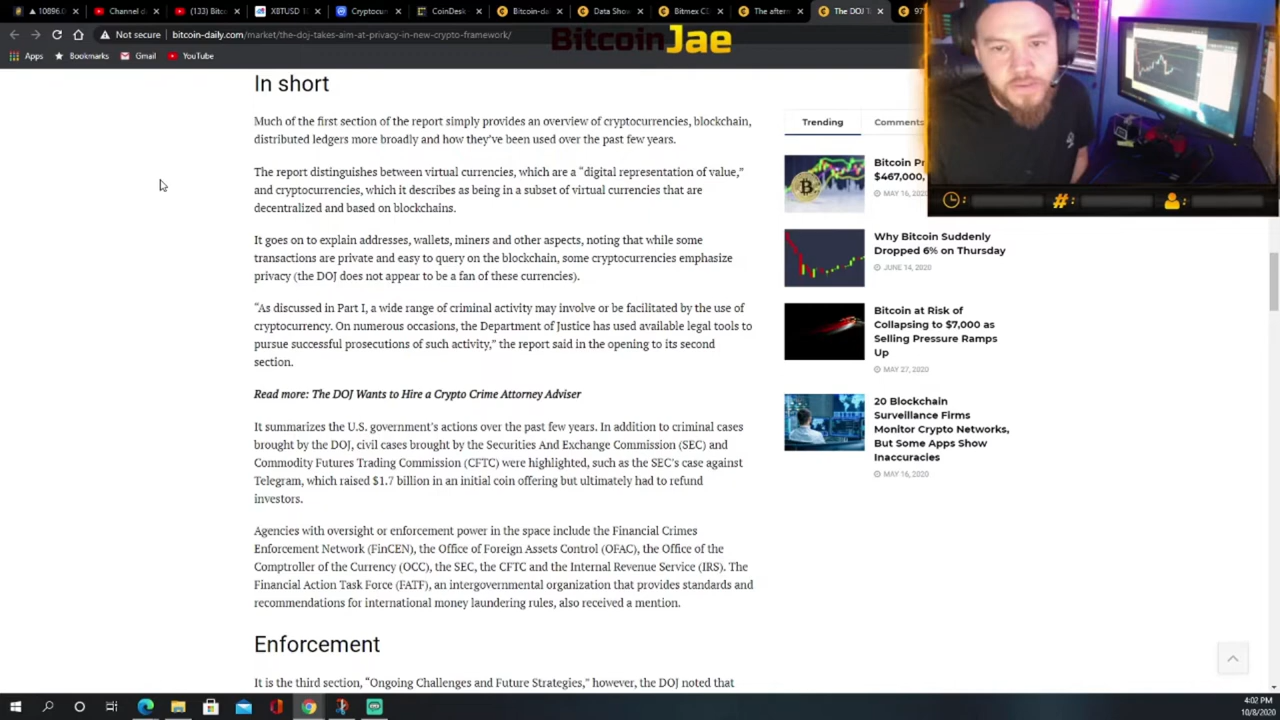 10896.0
Channel d
(133) Bitc
XBTUSD 1
Cryptocur
CoinDesk
Bitcoin-da
Data Show
Bitmex C
The aftern
The DOJ T
97
Not secure | bitcoin-daily.com/market/the-doj-takes-aim-at-privacy-in-new-crypto-framework/
BitcoinJae
Apps
Bookmarks
Gmail
YouTube
In short
Much of the first section of the report simply provides an overview of cryptocurrencies, blockchain,
distributed ledgers more broadly and how they've been used over the past few years.
The report distinguishes between virtual currencies, which are a “digital representation of value,”
and cryptocurrencies, which it describes as being in a subset of virtual currencies that are
decentralized and based on blockchains.
It goes on to explain addresses, wallets, miners and other aspects, noting that while some
transactions are private and easy to query on the blockchain, some cryptocurrencies emphasize
privacy (the DOJ does not appear to be a fan of these currencies).
“As discussed in Part I, a wide range of criminal activity may involve or be facilitated by the use of
cryptocurrency. On numerous occasions, the Department of Justice has used available legal tools to
pursue successful prosecutions of such activity,” the report said in the opening to its second
section.
Read more: The DOJ Wants to Hire a Crypto Crime Attorney Adviser
It summarizes the U.S. government's actions over the past few years. In addition to criminal cases
brought by the DOJ, civil cases brought by the Securities And Exchange Commission (SEC) and
Commodity Futures Trading Commission (CFTC) were highlighted, such as the SEC's case against
Telegram, which raised $1.7 billion in an initial coin offering but ultimately had to refund
investors.
Agencies with oversight or enforcement power in the space include the Financial Crimes
Enforcement Network (FinCEN), the Office of Foreign Assets Control (OFAC), the Office of the
Comptroller of the Currency (OCC), the SEC, the CFTC and the Internal Revenue Service (IRS). The
Financial Action Task Force (FATF), an intergovernmental organization that provides standards and
recommendations for international money laundering rules, also received a mention.
Enforcement
It is the third section, “Ongoing Challenges and Future Strategies,” however, the DOJ noted that
Trending
Comments
Bitcoin Pr
$467,000,
MAY 16, 2020
Why Bitcoin Suddenly
Dropped 6% on Thursday
JUNE 14, 2020
Bitcoin at Risk of
Collapsing to $7,000 as
Selling Pressure Ramps
Up
MAY 27, 2020
20 Blockchain
Surveillance Firms
Monitor Crypto Networks,
But Some Apps Show
Inaccuracies
MAY 16, 2020
4:02 PM
10/8/2020